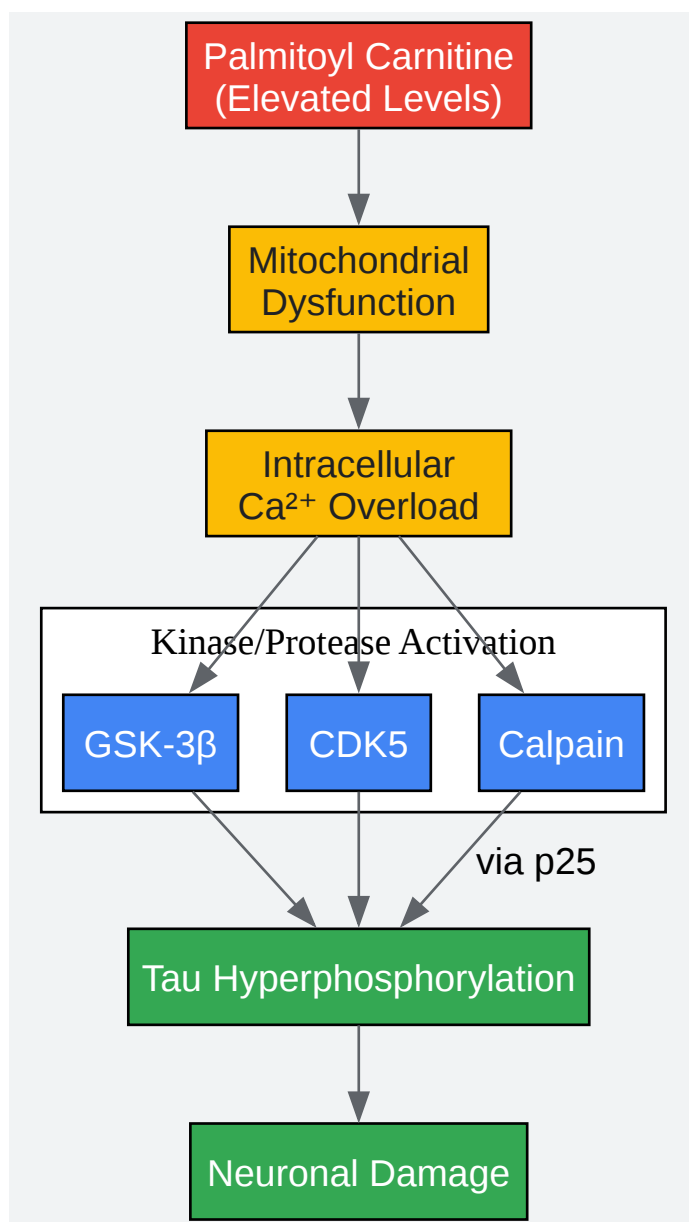 Palmitoyl Carnitine
(Elevated Levels)
Mitochondrial
Dysfunction
Intracellular
Ca²⁺ Overload
Kinase/Protease Activation
GSK-3β
CDK5
Calpain
via p25
Tau Hyperphosphorylation
Neuronal Damage